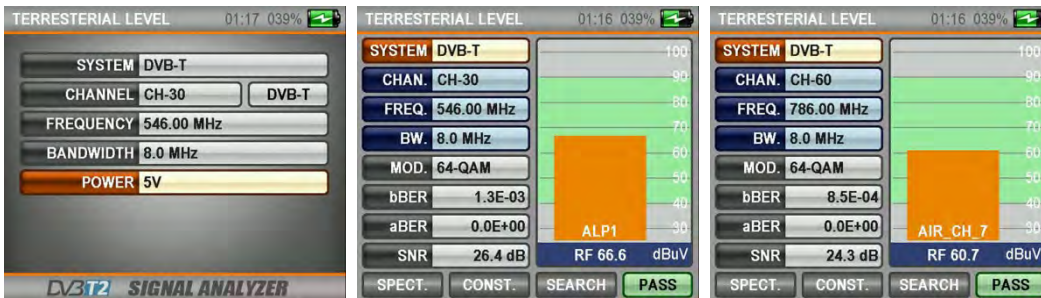 TERRESTERIAL LEVEL 01:17 039%
SYSTEM DVB-T
CHANNEL CH-30 DVB-T
FREQUENCY 546.00 MHz
BANDWIDTH 8.0 MHz
POWER 5V
DVB T2 SIGNAL ANALYZER
TERRESTERIAL LEVEL 01:16 039%
SYSTEM DVB-T
CHAN. CH-30
FREQ. 546.00 MHz
BW. 8.0 MHz
MOD. 64-QAM
bBER 1.3E-03
aBER 0.0E+00
SNR 26.4 dB
100
90
80
70
60
50
40
30
ALP1
RF 66.6 dBuV
SPECT. CONST. SEARCH PASS
TERRESTERIAL LEVEL 01:16 039%
SYSTEM DVB-T
CHAN. CH-60
FREQ. 786.00 MHz
BW. 8.0 MHz
MOD. 64-QAM
bBER 8.5E-04
aBER 0.0E+00
SNR 24.3 dB
100
90
80
70
60
50
40
30
AIR_CH_7
RF 60.7 dBuV
SPECT. CONST. SEARCH PASS